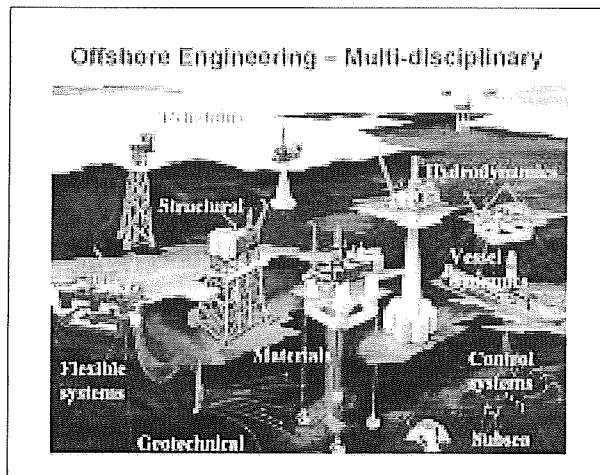 Offshore Engineering – Multi-disciplinary
Structural
Hydrodynamics
Vessel
Flexible
systems
Materials
Control
systems
Geotechnical
Subsea